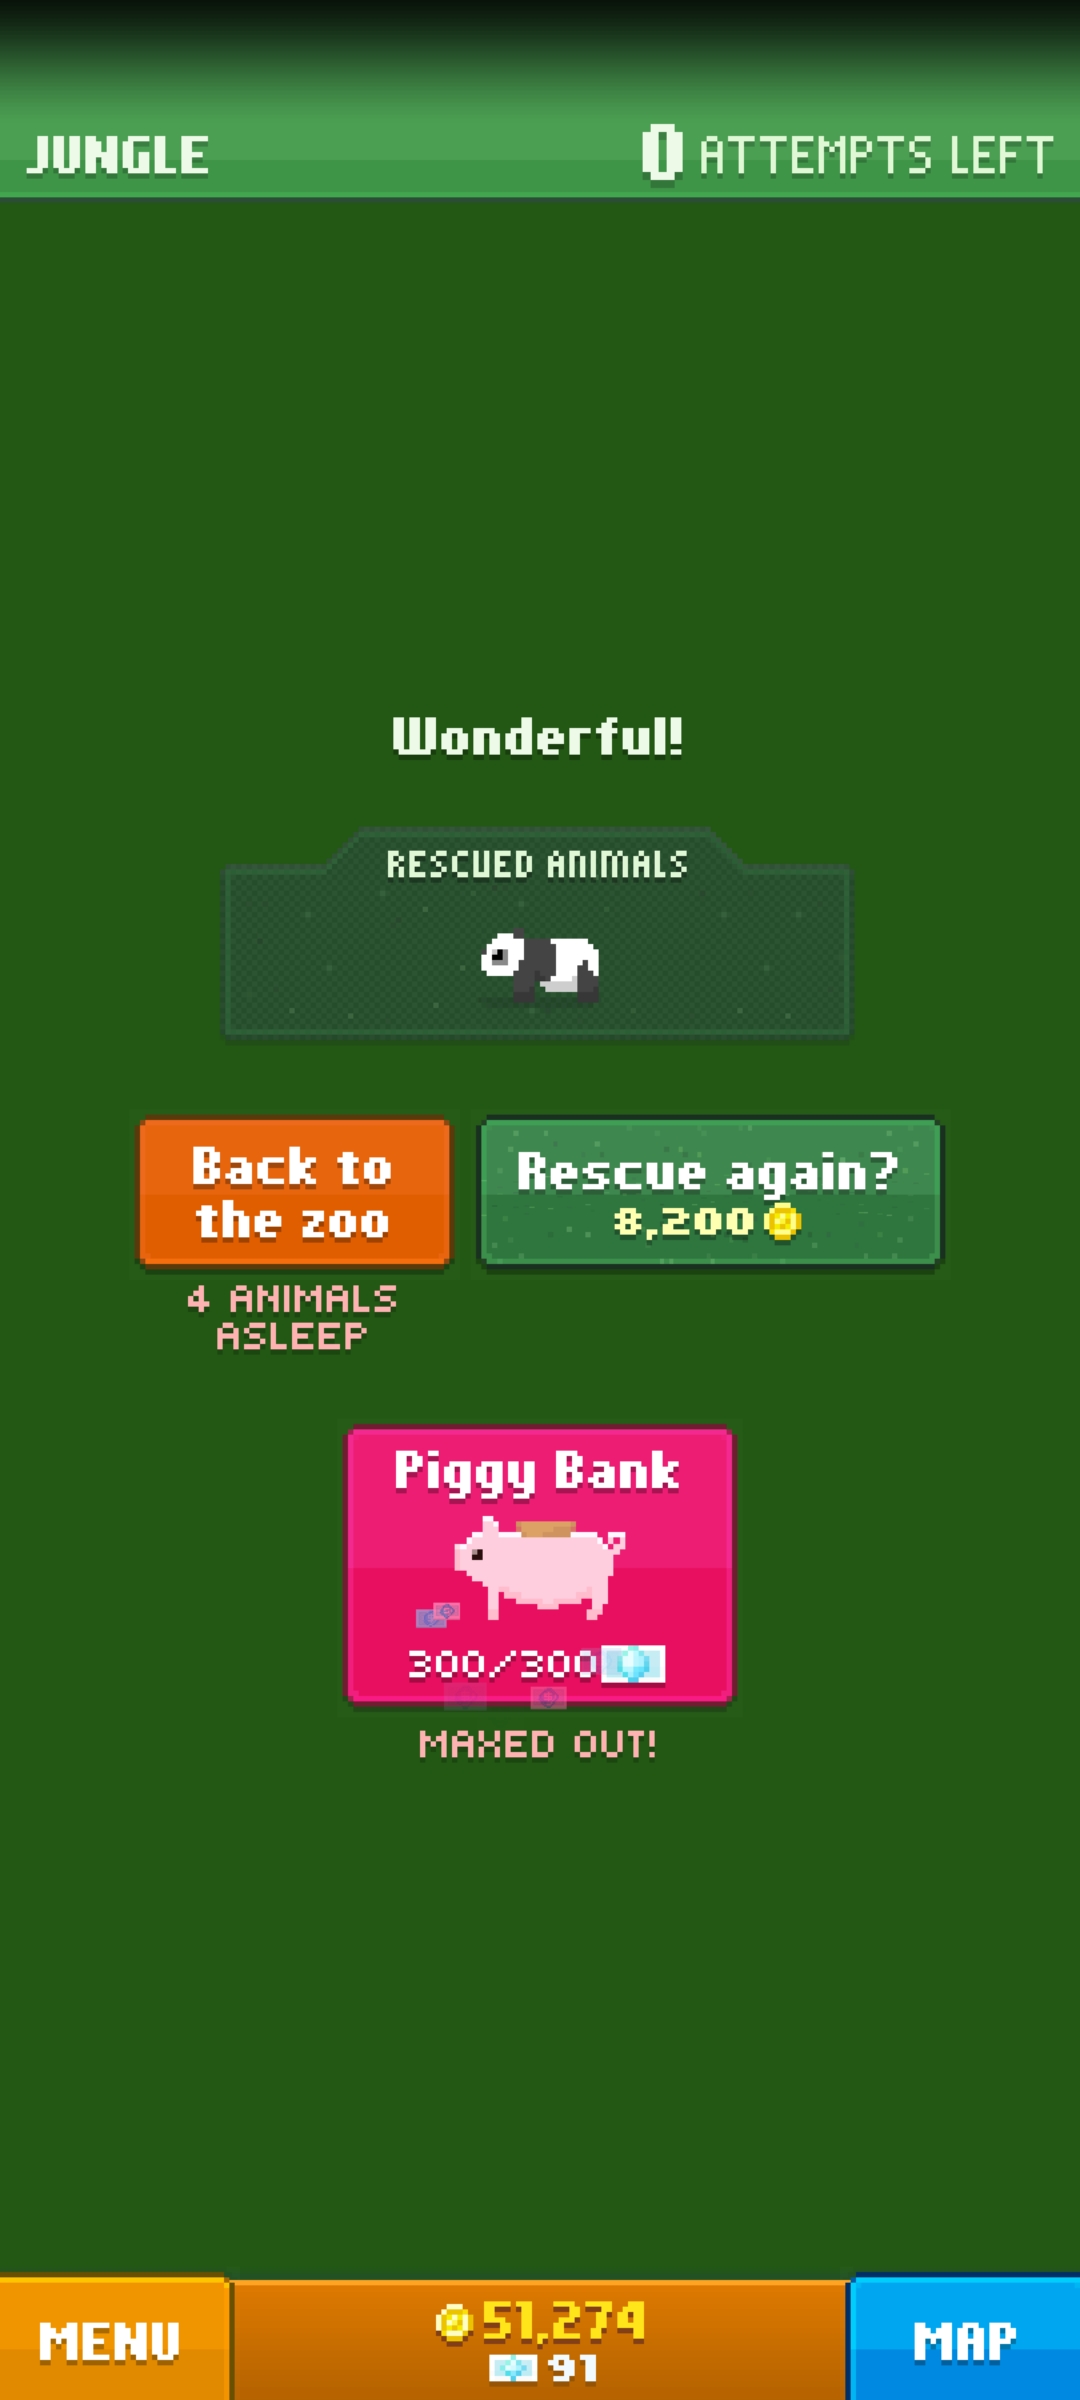 JUNGLE
0 ATTEMPTS LEFT
Wonderful!
RESCUED ANIMALS
Back to
the zoo
Rescue again?
8,200
4 ANIMALS
ASLEEP
Piggy Bank
300/300
MAXED OUT!
MENU
51,274
91
MAP